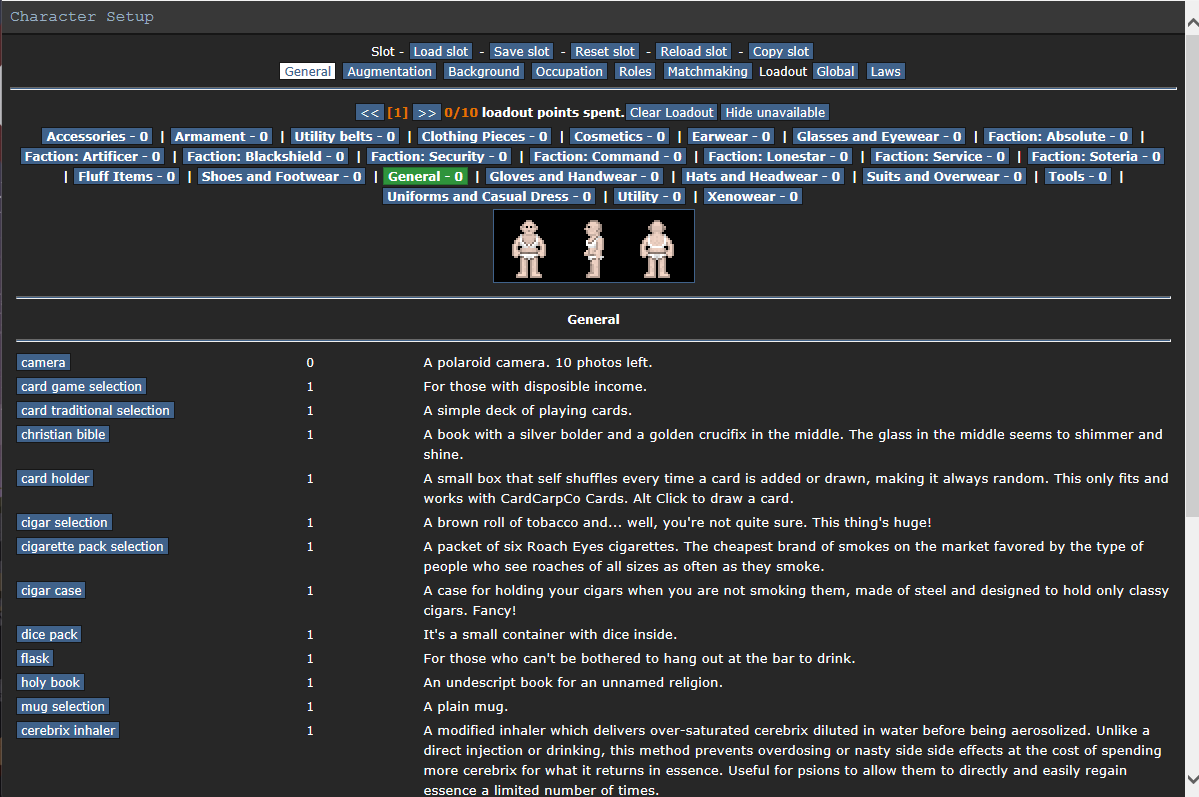 Character Setup
Slot - Load slot - Save slot - Reset slot - Reload slot - Copy slot
General Augmentation Background Occupation Roles Matchmaking Loadout Global Laws
<< [1] >> 0/10 loadout points spent. Clear Loadout Hide unavailable
Accessories - 0 | Armament - 0 | Utility belts - 0 | Clothing Pieces - 0 | Cosmetics - 0 | Earwear - 0 | Glasses and Eyewear - 0 | Faction: Absolute - 0 |
Faction: Artificer - 0 | Faction: Blackshield - 0 | Faction: Security - 0 | Faction: Command - 0 | Faction: Lonestar - 0 | Faction: Service - 0 | Faction: Soteria - 0
| Fluff Items - 0 | Shoes and Footwear - 0 | General - 0 | Gloves and Handwear - 0 | Hats and Headwear - 0 | Suits and Overwear - 0 | Tools - 0 |
Uniforms and Casual Dress - 0 | Utility - 0 | Xenowear - 0
General
camera 0 A polaroid camera. 10 photos left.
card game selection 1 For those with disposible income.
card traditional selection 1 A simple deck of playing cards.
christian bible 1 A book with a silver bolder and a golden crucifix in the middle. The glass in the middle seems to shimmer and
shine.
card holder 1 A small box that self shuffles every time a card is added or drawn, making it always random. This only fits and
works with CardCarpCo Cards. Alt Click to draw a card.
cigar selection 1 A brown roll of tobacco and... well, you're not quite sure. This thing's huge!
cigarette pack selection 1 A packet of six Roach Eyes cigarettes. The cheapest brand of smokes on the market favored by the type of
people who see roaches of all sizes as often as they smoke.
cigar case 1 A case for holding your cigars when you are not smoking them, made of steel and designed to hold only classy
cigars. Fancy!
dice pack 1 It's a small container with dice inside.
flask 1 For those who can't be bothered to hang out at the bar to drink.
holy book 1 An undescript book for an unnamed religion.
mug selection 1 A plain mug.
cerebrix inhaler 1 A modified inhaler which delivers over-saturated cerebrix diluted in water before being aerosolized. Unlike a
direct injection or drinking, this method prevents overdosing or nasty side side effects at the cost of spending
more cerebrix for what it returns in essence. Useful for psions to allow them to directly and easily regain
essence a limited number of times.